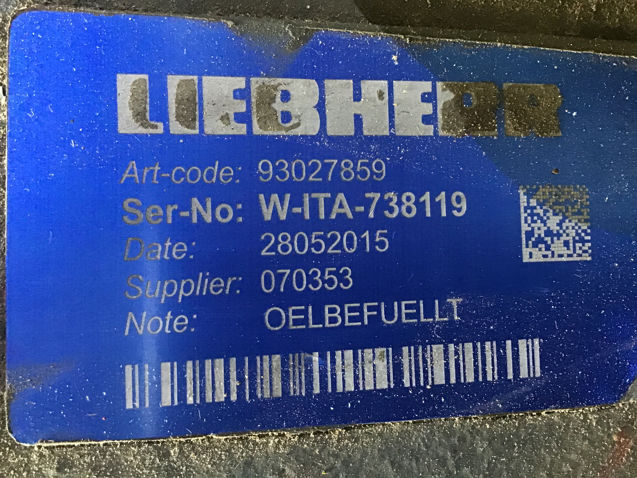 LIEBHERR
Art-code: 93027859
Ser-No: W-ITA-738119
Date: 28052015
Supplier: 070353
Note: OELBEFUELLT